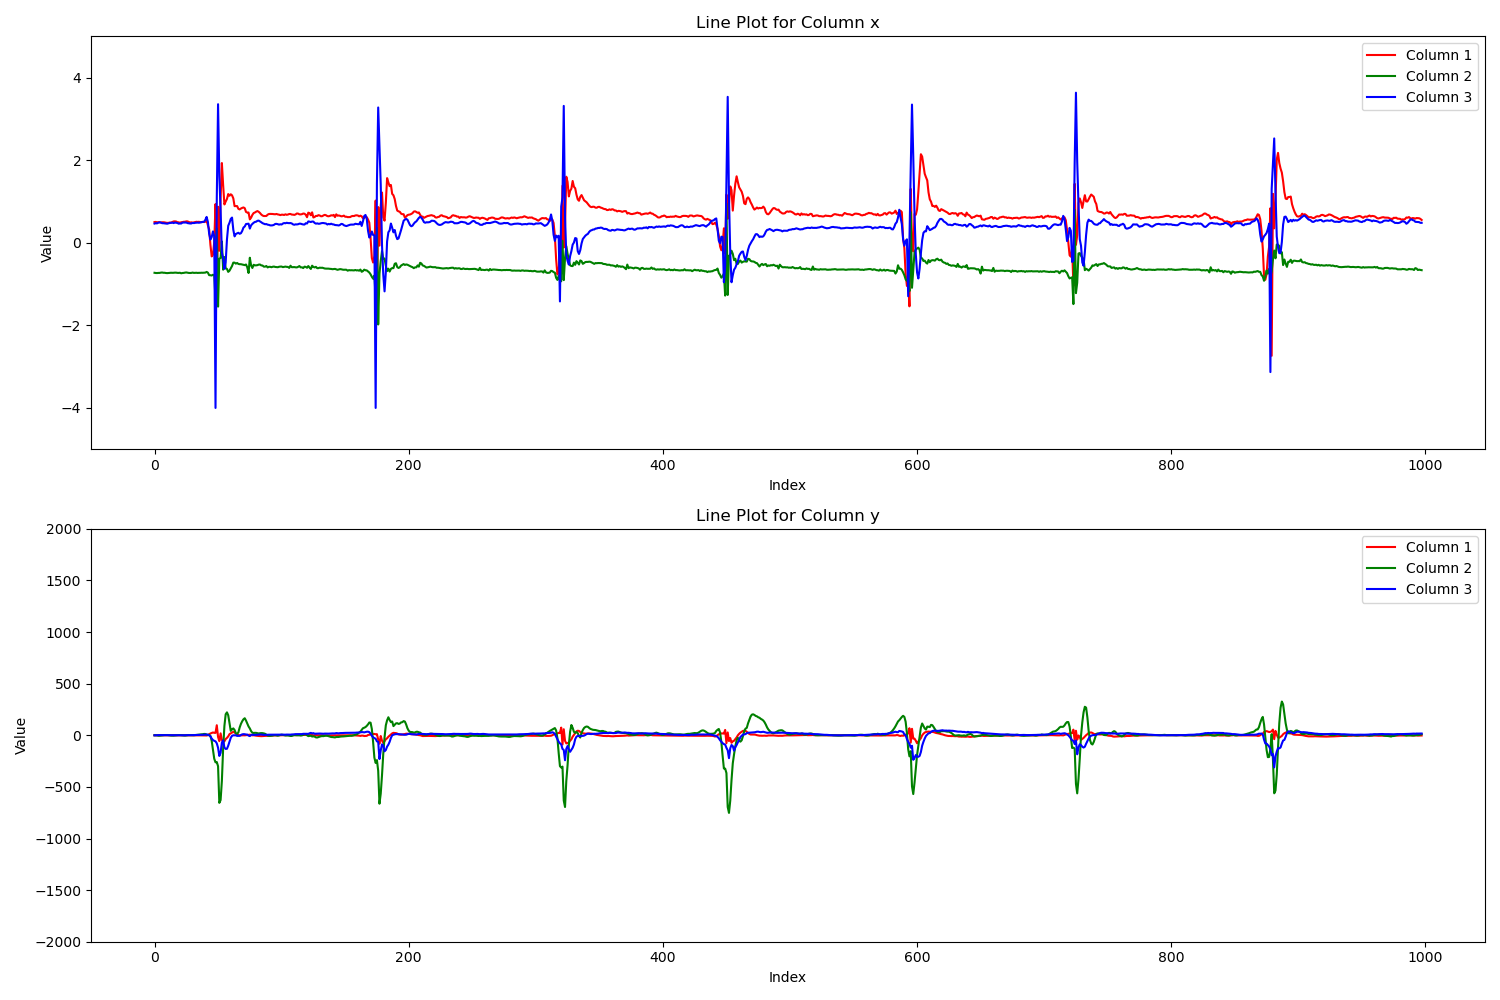 Line Plot for Column x
Column 1
Column 2
Column 3
4
2
0
−2
−4
Value
0 200 400 600 800 1000
Index
Line Plot for Column y
Column 1
Column 2
Column 3
2000
1500
1000
500
0
−500
−1000
−1500
−2000
Value
0 200 400 600 800 1000
Index